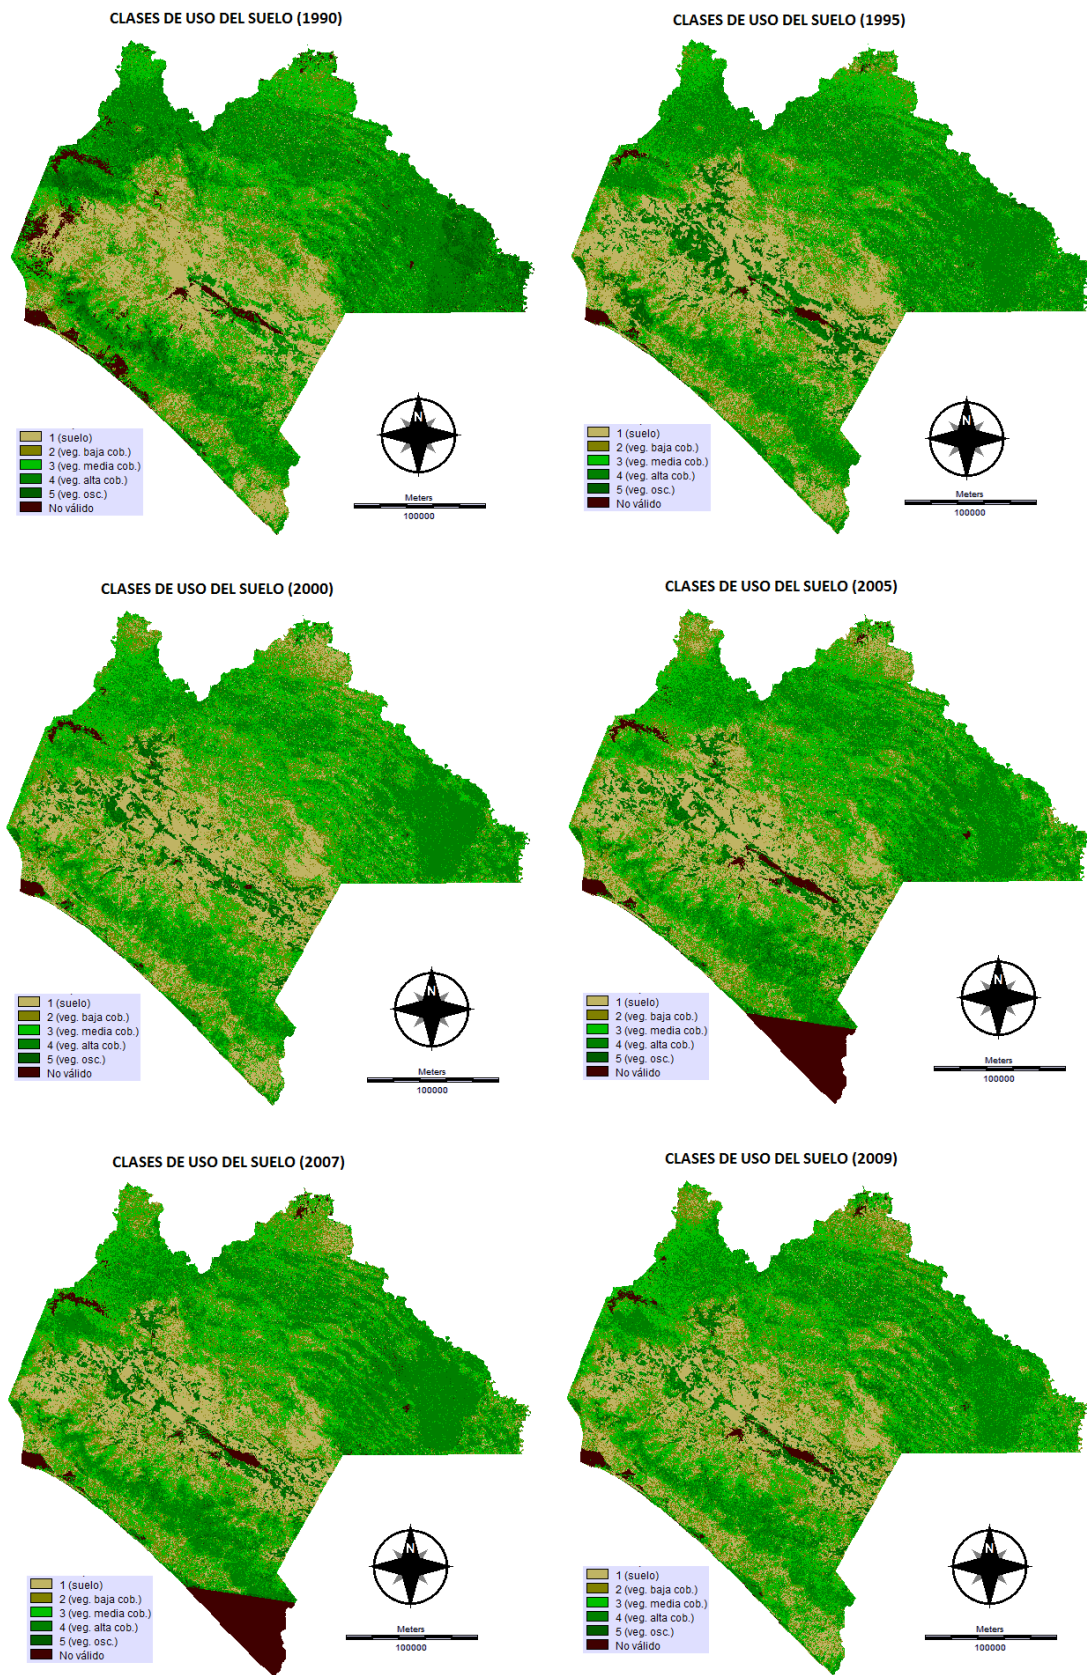 CLASES DE USO DEL SUELO (1990)
N
1 (suelo)
2 (veg. baja cob.)
3 (veg. media cob.)
4 (veg. alta cob.)
5 (veg. osc.)
No válido
Meters
100000
CLASES DE USO DEL SUELO (1995)
N
1 (suelo)
2 (veg. baja cob.)
3 (veg. media cob.)
4 (veg. alta cob.)
5 (veg. osc.)
No válido
Meters
100000
CLASES DE USO DEL SUELO (2000)
N
1 (suelo)
2 (veg. baja cob.)
3 (veg. media cob.)
4 (veg. alta cob.)
5 (veg. osc.)
No válido
Meters
100000
CLASES DE USO DEL SUELO (2005)
N
1 (suelo)
2 (veg. baja cob.)
3 (veg. media cob.)
4 (veg. alta cob.)
5 (veg. osc.)
No válido
Meters
100000
CLASES DE USO DEL SUELO (2007)
N
1 (suelo)
2 (veg. baja cob.)
3 (veg. media cob.)
4 (veg. alta cob.)
5 (veg. osc.)
No válido
Meters
100000
CLASES DE USO DEL SUELO (2009)
N
1 (suelo)
2 (veg. baja cob.)
3 (veg. media cob.)
4 (veg. alta cob.)
5 (veg. osc.)
No válido
Meters
100000